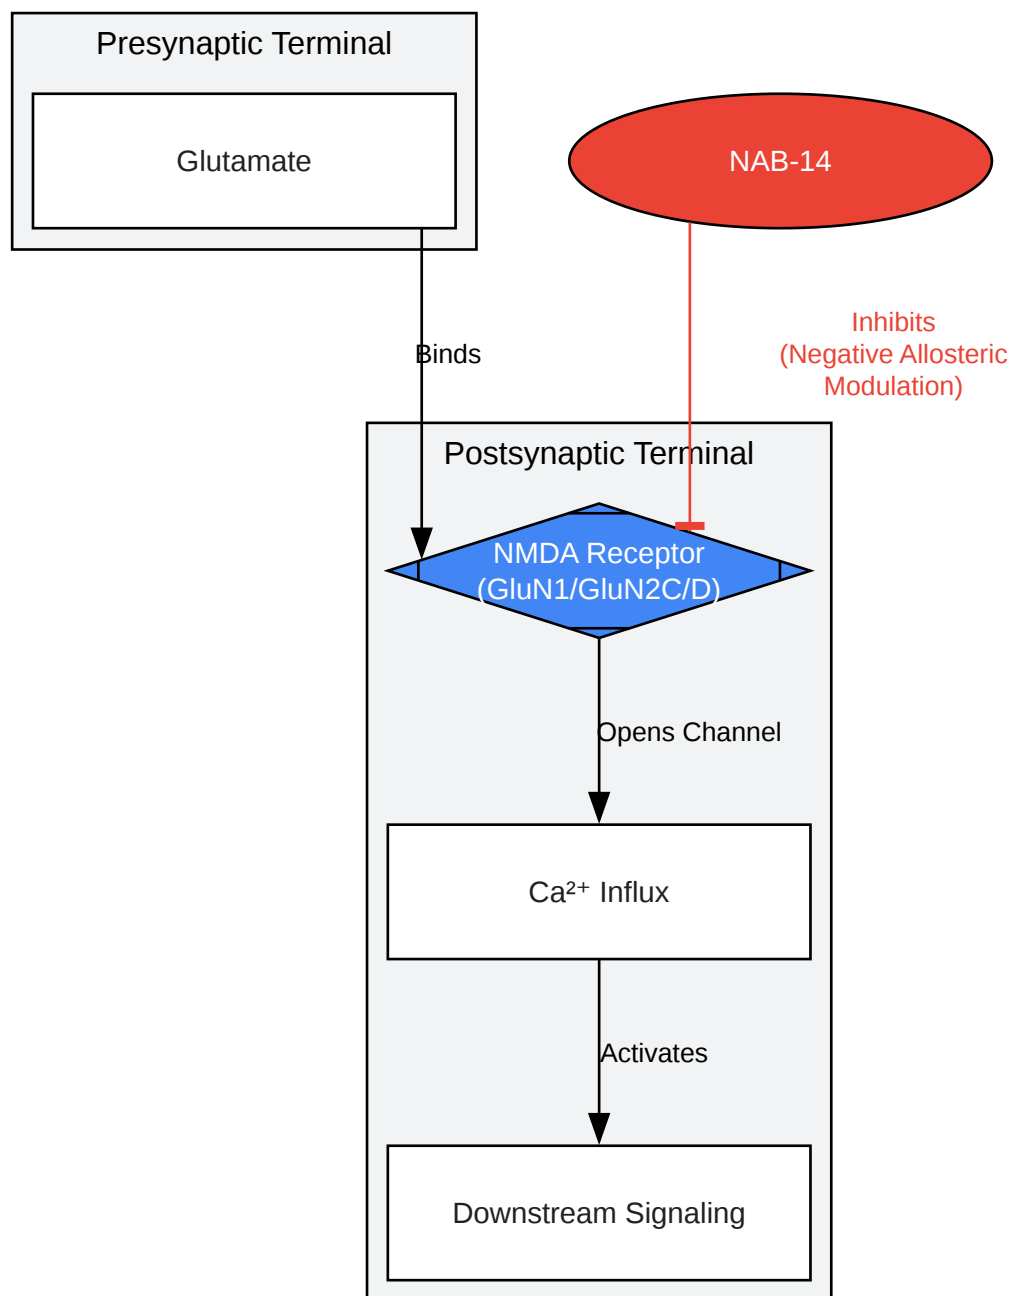 Presynaptic Terminal
Glutamate
NAB-14
Binds
Inhibits
(Negative Allosteric
Modulation)
Postsynaptic Terminal
NMDA Receptor
(GluN1/GluN2C/D)
Opens Channel
Ca²⁺ Influx
Activates
Downstream Signaling